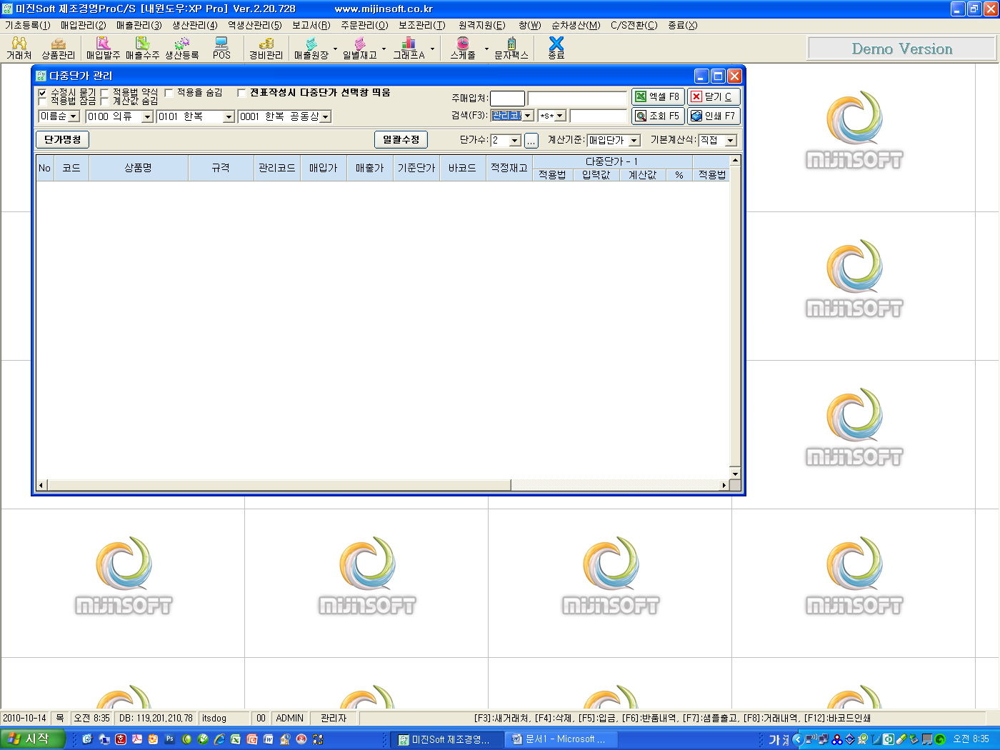 미진Soft 제조경영ProC/S [내윈도우:XP Pro] Ver.2.20.728 www.mijinsoft.co.kr
기초등록(1) 매입관리(2) 매출관리(3) 생산관리(4) 역생산관리(5) 보고서(R) 주문관리(O) 보조관리(T) 원격지원(E) 창(W) 순차생산(M) C/S전환(C) 종료(X)
거래처 상품관리 매입발주 매출수주 생산등록 POS 경비관리 매출원장 일별재고 그래프A 스케줄 문자팩스 종료
Demo Version
다중단가 관리
수정시 묻기 적용법 약식 적용율 숨김 전표작성시 다중단가 선택창 띄움
적용법 잠금 계산값 숨김
주매입처: 엑셀 F8 닫기 C
이름순 0100 의류 0101 한복 0001 한복 공동상
검색(F3): 관리코 *s* 조회 F5 인쇄 F7
단가명칭 일괄수정 단가수: 2 ... 계산기준: 매입단가 기본계산식: 직접
No 코드 상품명 규격 관리코드 매입가 매출가 기준단가 바코드 적정재고 다중단가 - 1
적용법 입력값 계산값 % 적용법
MIJINSOFT
MIJINSOFT
MIJINSOFT
MIJINSOFT MIJINSOFT MIJINSOFT MIJINSOFT
2010-10-14 목 오전 8:35 DB: 119,201,210,78 itsdog 00 ADMIN 관리자 [F3]:새거래처, [F4]:삭제, [F5]:입금, [F6]:반품내역, [F7]:샘플출고, [F8]:거래내역, [F12]:바코드인쇄
시작 미진Soft 제조경영... 문서1 - Microsoft ... 가 오전 8:35